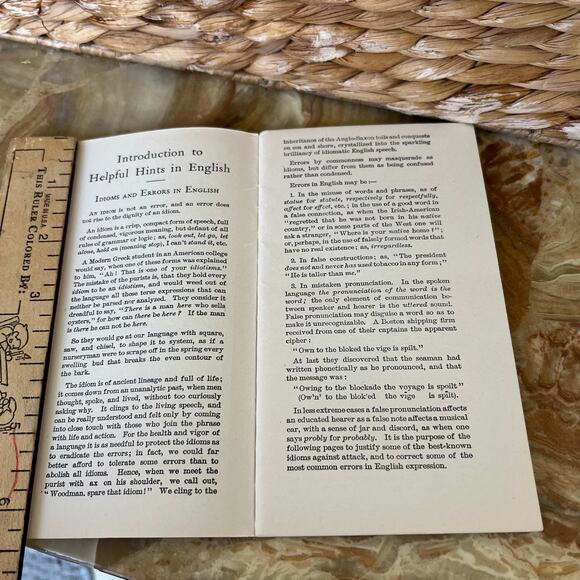 MADE IN U.S.A.
THIS RULER COLORED BY:
2
3
5
6
Introduction to
Helpful Hints in English
IDIOMS AND ERRORS IN ENGLISH
AN IDIOM is not an error, and an error does
not rise to the dignity of an idiom.
An idiom is a crisp, compact form of speech, full
of condensed, vigorous meaning, but defiant of all
rules of grammar or logic; as, look out, let go, let
alone, hold on (meaning stop), I can't stand it, etc.
A Modern Greek student in an American college
would say, when one of these forms was explained
to him, "Ah! That is one of your idiotisms."
The mistake of the purists is, that they hold every
idiom to be an idiotism, and would weed out of
the language all those terse expressions that can
neither be parsed nor analyzed. They consider it
dreadful to say, "There is a man here who sells
oysters," for how can there be here? If the man
is there he can not be here.
So they would go at our language with square,
saw, and chisel, to shape it to system, as if a
nurseryman were to scrape off in the spring every
swelling bud that breaks the even contour of
the bark.
The idiom is of ancient lineage and full of life;
it comes down from an unanalytic past, when men
thought, spoke, and lived, without too curiously
asking why. It clings to the living speech, and
can be really understood and felt only by coming
into close touch with those who join the phrase
with life and action. For the health and vigor of
a language it is as needful to protect the idioms as
to eradicate the errors; in fact, we could far
better afford to tolerate some errors than to
abolish all idioms. Hence, when we meet the
purist with ax on his shoulder, we call out,
"Woodman, spare that idiom!" We cling to the
inheritance of the Anglo-Saxon toils and conquests
on sea and shore, crystallized into the sparkling
brilliancy of idiomatic English speech.
Errors by commonness may masquerade as
idioms, but differ from them as being confused
rather than condensed.
Errors in English may be:—
1. In the misuse of words and phrases, as of
statue for statute, respectively for respectfully,
affect for effect, etc.; in the use of a good word in
a false connection, as when the Irish-American
"regretted that he was not born in his native
country," or in some parts of the West one will
ask a stranger, "Where is your native home?";
or, perhaps, in the use of falsely formed words that
have no real existence; as, irregardless.
2. In false constructions; as, "The president
does not and never has used tobacco in any form;"
"He is taller than me."
3. In mistaken pronunciation. In the spoken
language the pronunciation of the word is the
word; the only element of communication be-
tween speaker and hearer is the uttered sound.
False pronunciation may disguise a word so as to
make it unrecognizable. A Boston shipping firm
received from one of their captains the apparent
cipher:
"Own to the bloked the vige is spilt."
At last they discovered that the seaman had
written phonetically as he pronounced, and that
the message was:
"Owing to the blockade the voyage is spoilt"
(Own' to the blok'ed the vige is spilt).
In less extreme cases a false pronunciation affects
an educated hearer as a false note affects a musical
ear, with a sense of jar and discord, as when one
says probly for probably. It is the purpose of the
following pages to justify some of the best-known
idioms against attack, and to correct some of the
most common errors in English expression.